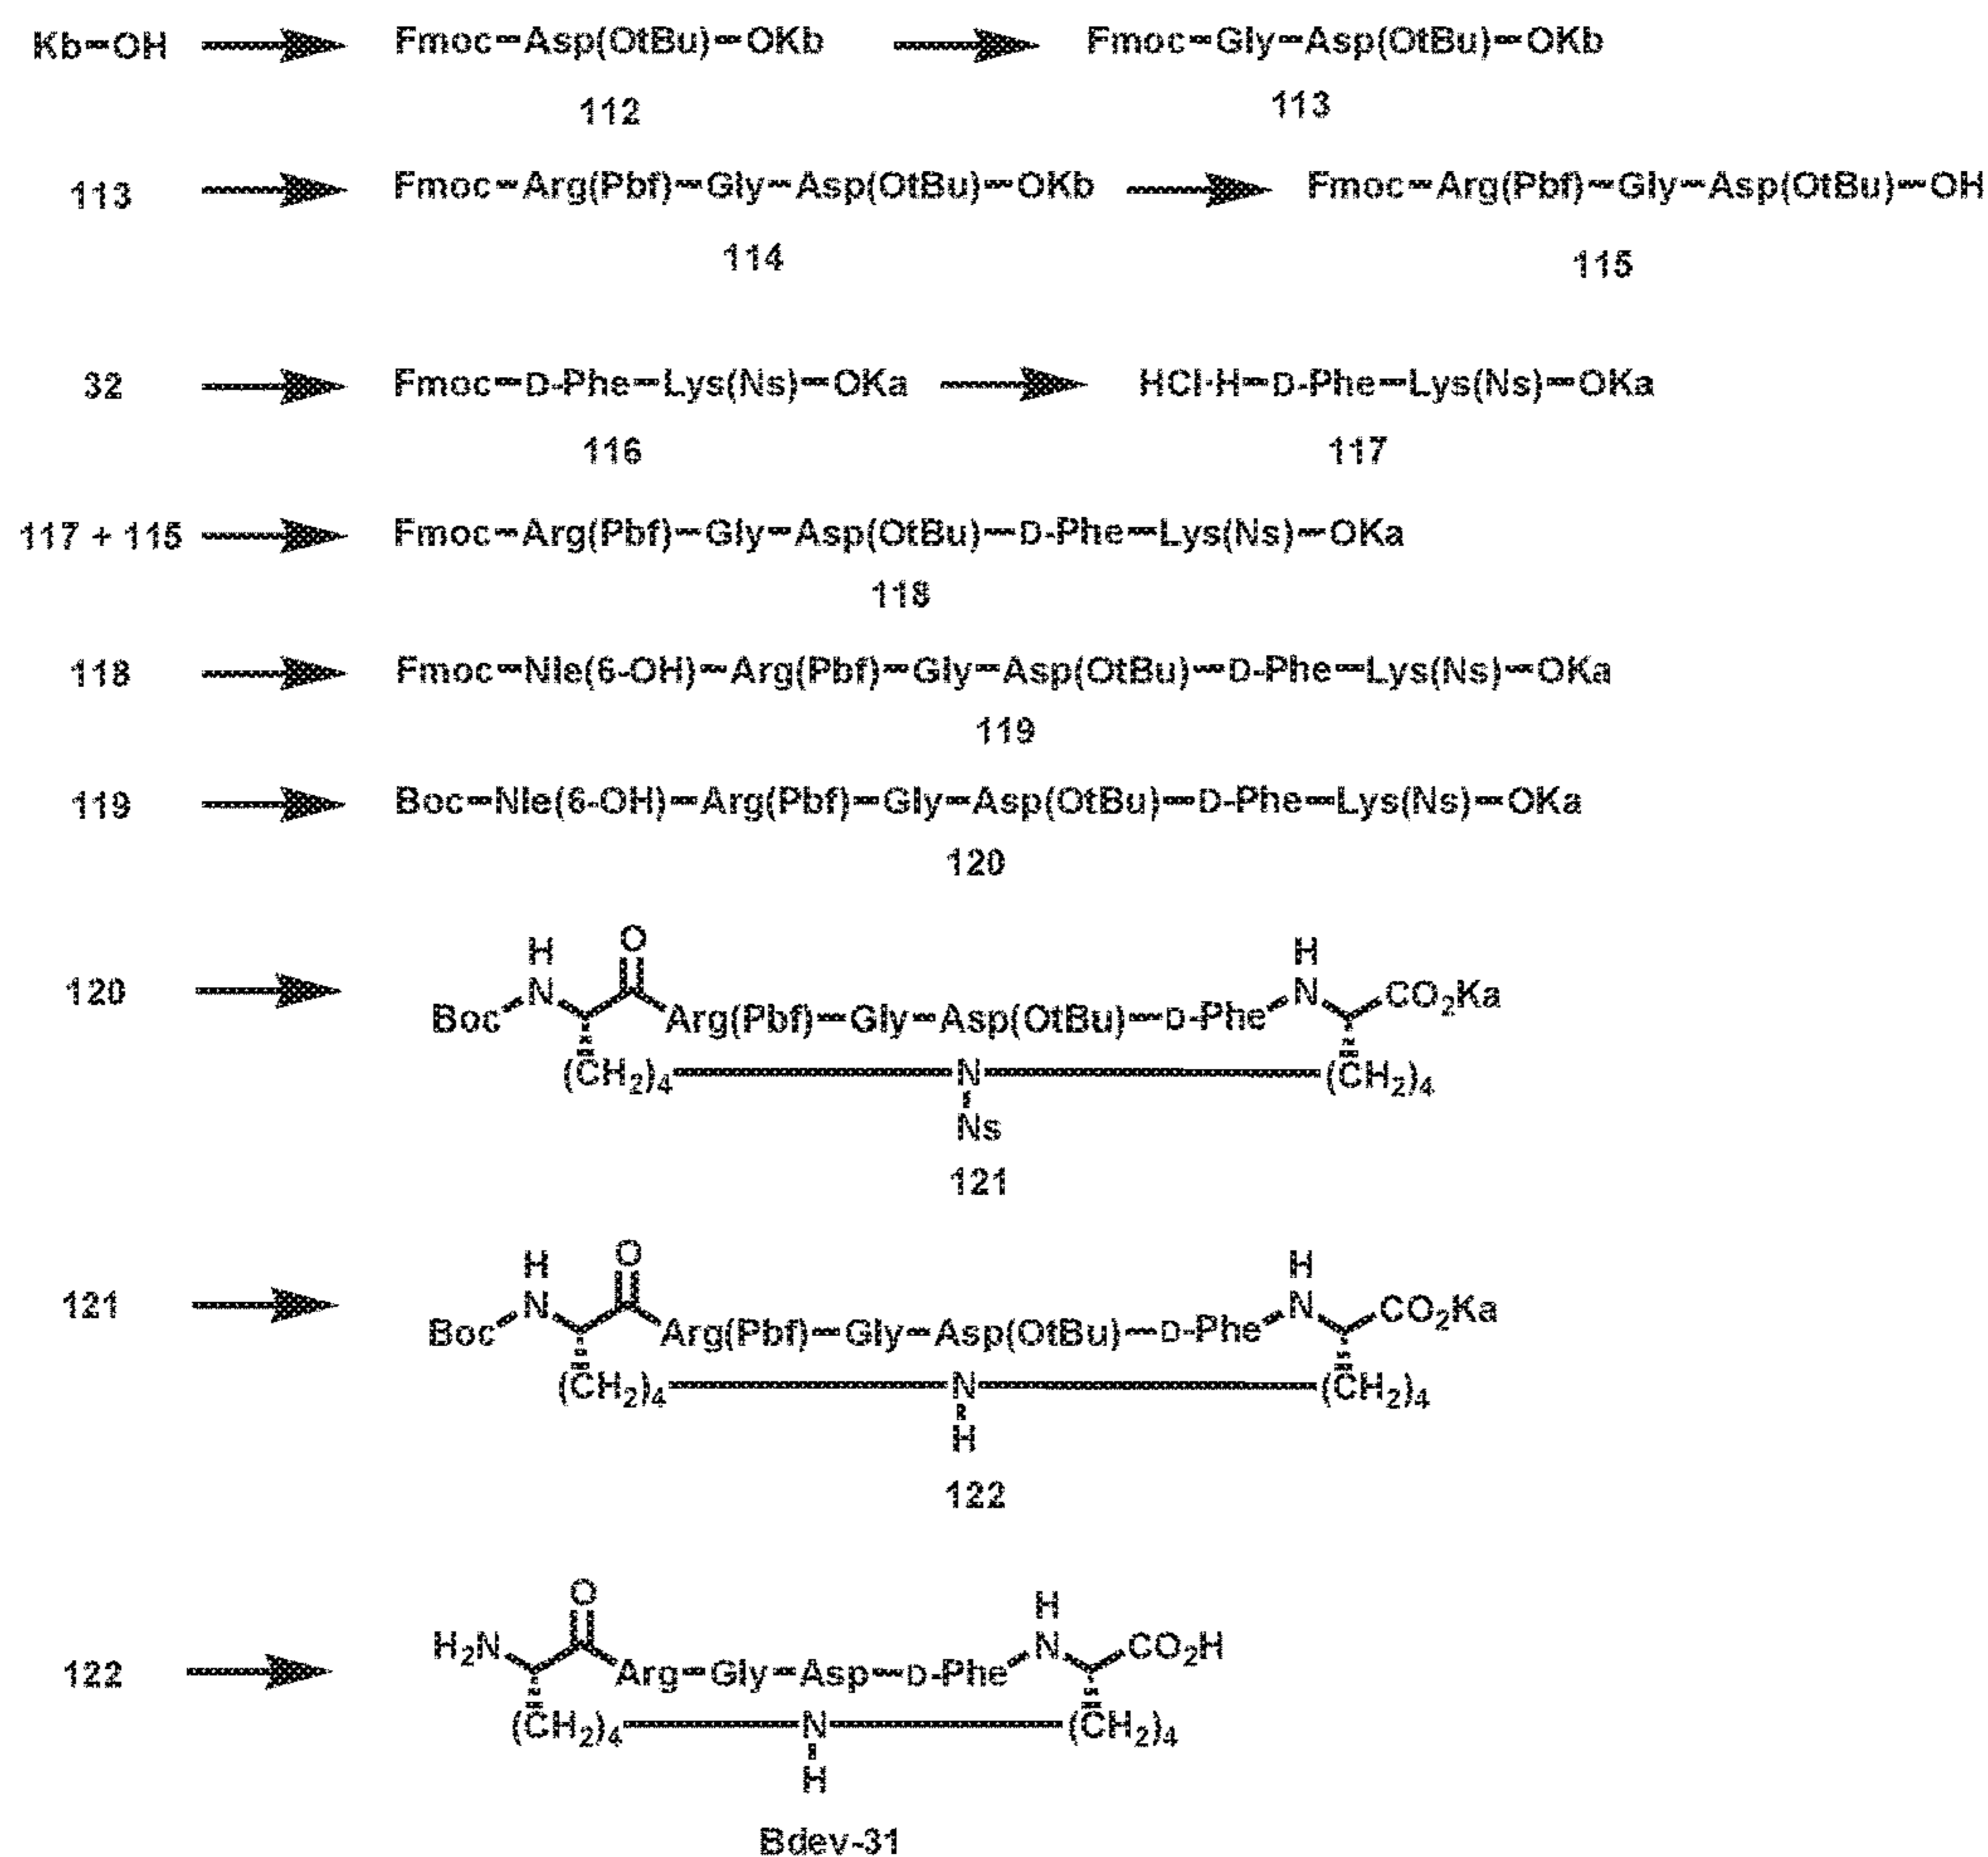 Kb-OH Fmoc-Asp(OtBu)-OKb Fmoc-Gly-Asp(OtBu)-OKb
112 113
113 Fmoc-Arg(Pbf)-Gly-Asp(OtBu)-OKb Fmoc-Arg(Pbf)-Gly-Asp(OtBu)-OH
114 115
32 Fmoc-D-Phe-Lys(Ns)-OKa HCl·H-D-Phe-Lys(Ns)-OKa
116 117
117 + 115 Fmoc-Arg(Pbf)-Gly-Asp(OtBu)-D-Phe-Lys(Ns)-OKa
118
118 Fmoc-Nle(6-OH)-Arg(Pbf)-Gly-Asp(OtBu)-D-Phe-Lys(Ns)-OKa
119
119 Boc-Nle(6-OH)-Arg(Pbf)-Gly-Asp(OtBu)-D-Phe-Lys(Ns)-OKa
120
H O H
120 Boc N Arg(Pbf)-Gly-Asp(OtBu)-D-Phe N CO2Ka
(CH2)4 N (CH2)4
Ns
121
H O H
121 Boc N Arg(Pbf)-Gly-Asp(OtBu)-D-Phe N CO2Ka
(CH2)4 N (CH2)4
H
122
O H
122 H2N Arg-Gly-Asp-D-Phe N CO2H
(CH2)4 N (CH2)4
H
Bdev-31